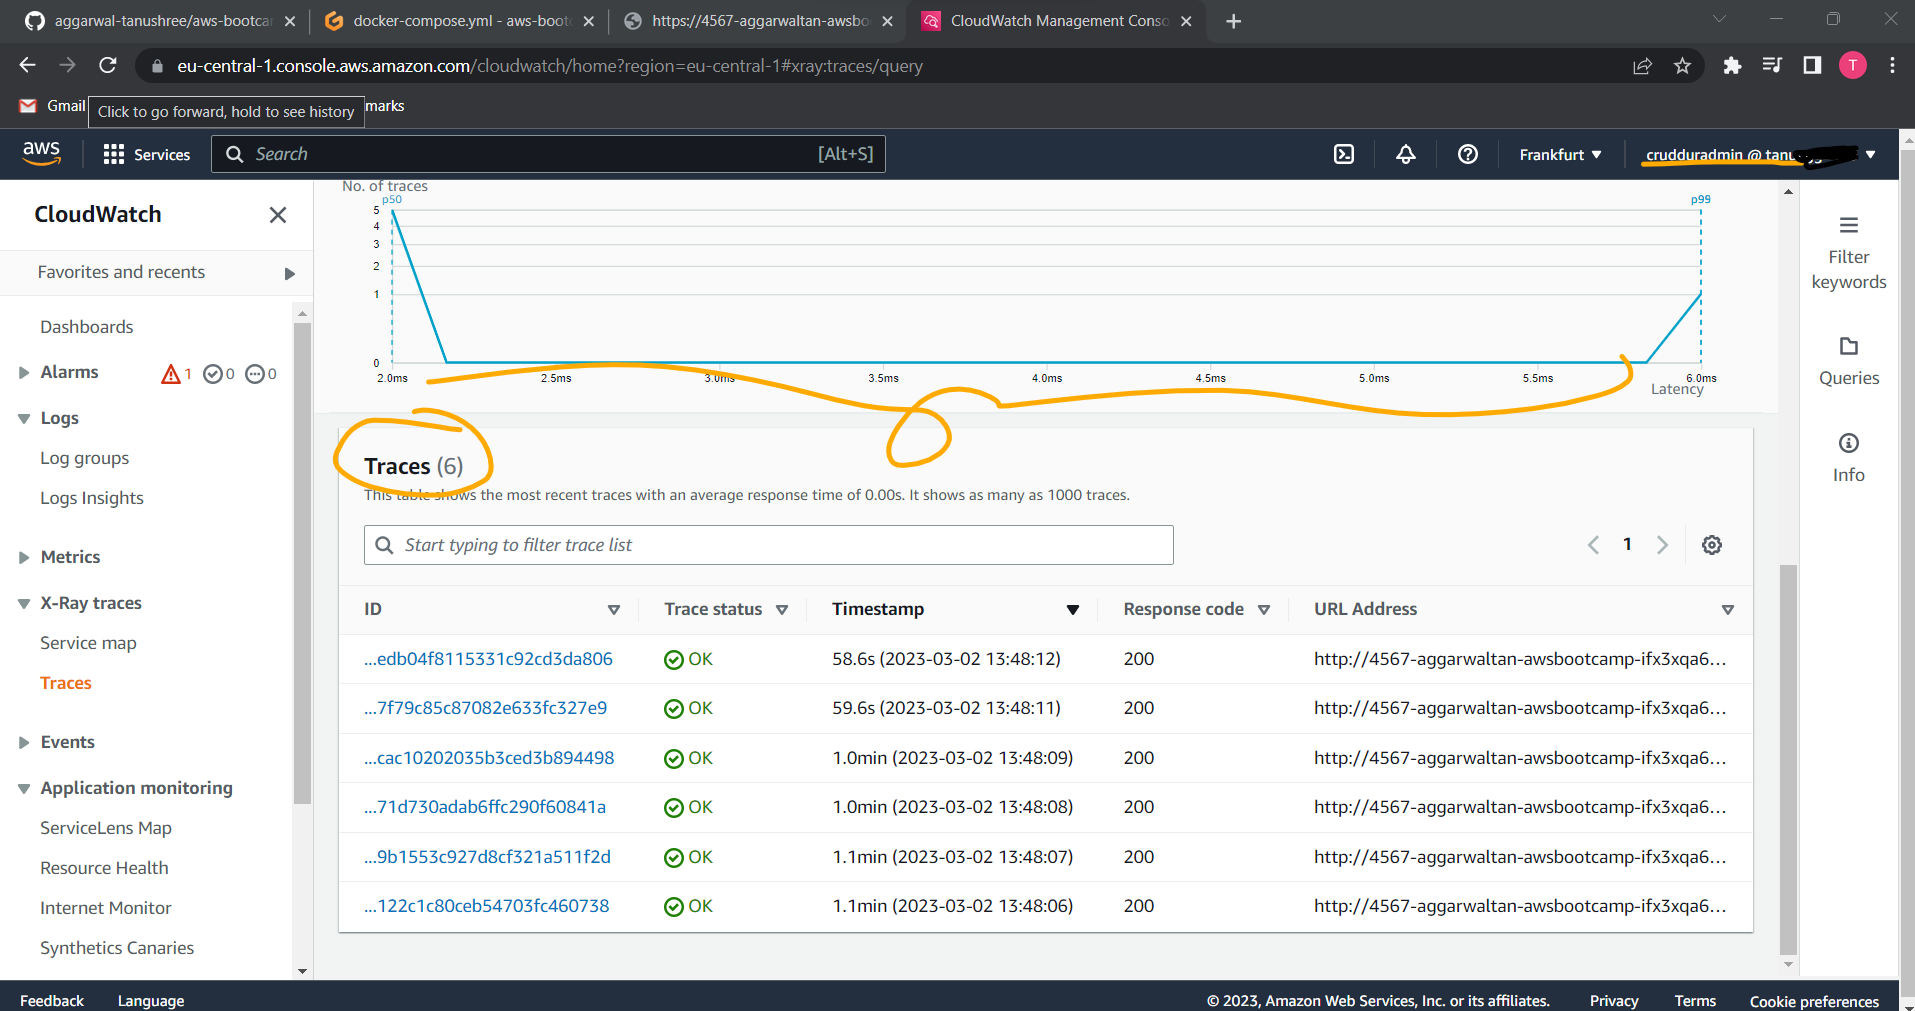 aggarwal-tanushree/aws-bootca
docker-compose.yml - aws-boot
https://4567-aggarwaltan-awsbo
CloudWatch Management Conso
eu-central-1.console.aws.amazon.com/cloudwatch/home?region=eu-central-1#xray:traces/query
T
Gmail
Click to go forward, hold to see history
marks
aws
Services
Search
[Alt+S]
Frankfurt
crudduradmin @
CloudWatch
Favorites and recents
Dashboards
Alarms
1
0
0
Logs
Log groups
Logs Insights
Metrics
X-Ray traces
Service map
Traces
Events
Application monitoring
ServiceLens Map
Resource Health
Internet Monitor
Synthetics Canaries
No. of traces
p50
p99
5
4
3
2
1
0
2.0ms 2.5ms 3.0ms 3.5ms 4.0ms 4.5ms 5.0ms 5.5ms 6.0ms
Latency
Traces (6)
This table shows the most recent traces with an average response time of 0.00s. It shows as many as 1000 traces.
Start typing to filter trace list
1
ID Trace status Timestamp Response code URL Address
...edb04f8115331c92cd3da806 OK 58.6s (2023-03-02 13:48:12) 200 http://4567-aggarwaltan-awsbootcamp-ifx3xqa6...
...7f79c85c87082e633fc327e9 OK 59.6s (2023-03-02 13:48:11) 200 http://4567-aggarwaltan-awsbootcamp-ifx3xqa6...
...cac10202035b3ced3b894498 OK 1.0min (2023-03-02 13:48:09) 200 http://4567-aggarwaltan-awsbootcamp-ifx3xqa6...
...71d730adab6ffc290f60841a OK 1.0min (2023-03-02 13:48:08) 200 http://4567-aggarwaltan-awsbootcamp-ifx3xqa6...
...9b1553c927d8cf321a511f2d OK 1.1min (2023-03-02 13:48:07) 200 http://4567-aggarwaltan-awsbootcamp-ifx3xqa6...
...122c1c80ceb54703fc460738 OK 1.1min (2023-03-02 13:48:06) 200 http://4567-aggarwaltan-awsbootcamp-ifx3xqa6...
Filter
keywords
Queries
Info
Feedback Language © 2023, Amazon Web Services, Inc. or its affiliates. Privacy Terms Cookie preferences